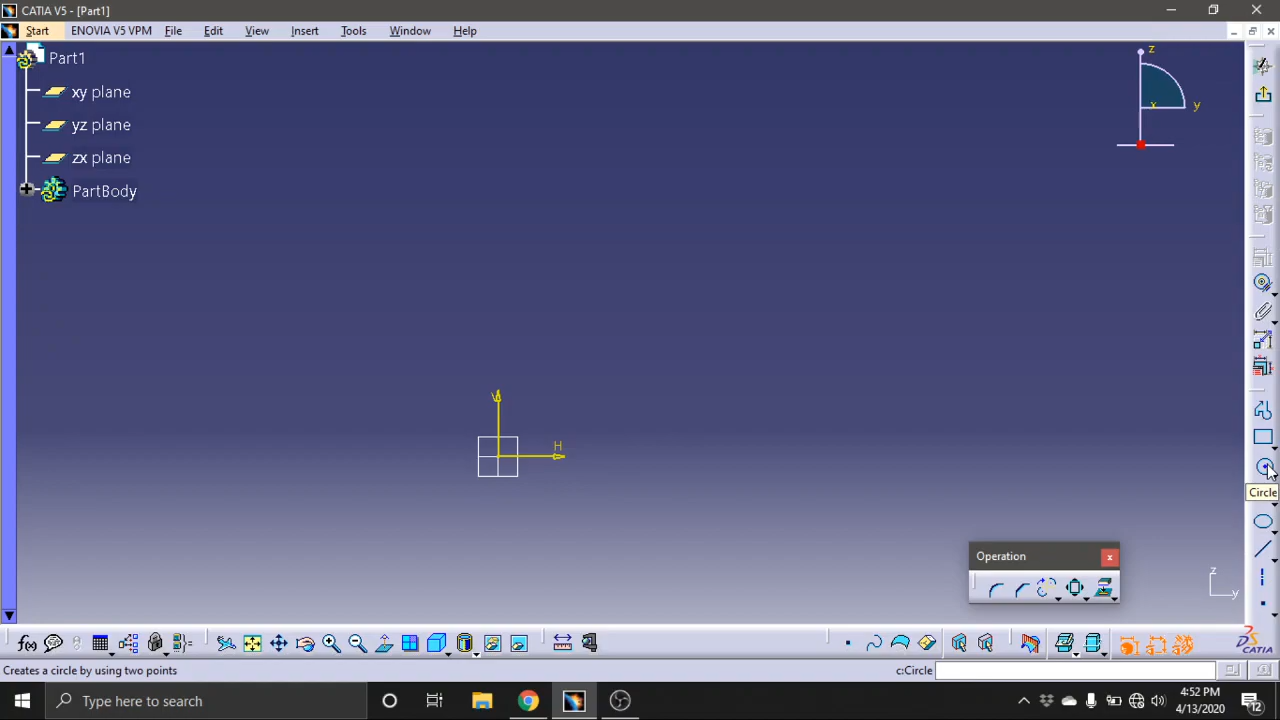 CATIA V5 - [Part1]
Start ENOVIA V5 VPM File Edit View Insert Tools Window Help
Part1
xy plane
yz plane
zx plane
PartBody
z
x
y
V
H
Circle
Operation
x
z
y
f(x)
CATIA
Creates a circle by using two points
c:Circle
Type here to search
4:52 PM
4/13/2020
12